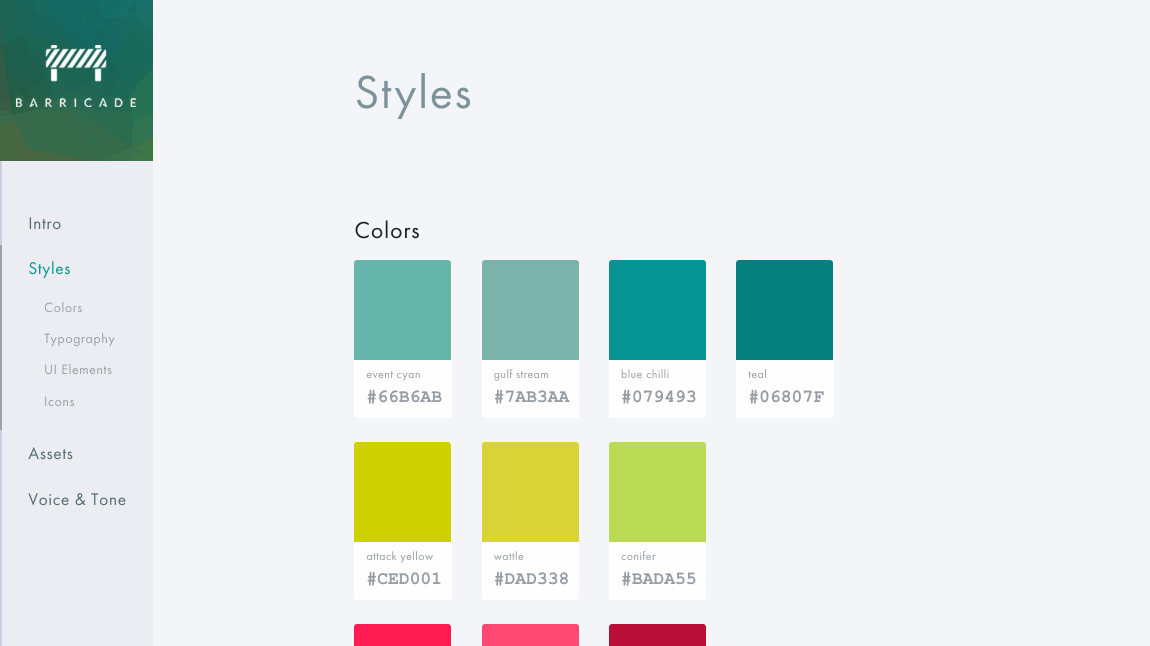 BARRICADE
Intro
Styles
Colors
Typography
UI Elements
Icons
Assets
Voice & Tone
Styles
Colors
event cyan
#66B6AB
gulf stream
#7AB3AA
blue chilli
#079493
teal
#06807F
attack yellow
#CED001
wattle
#DAD338
conifer
#BADA55